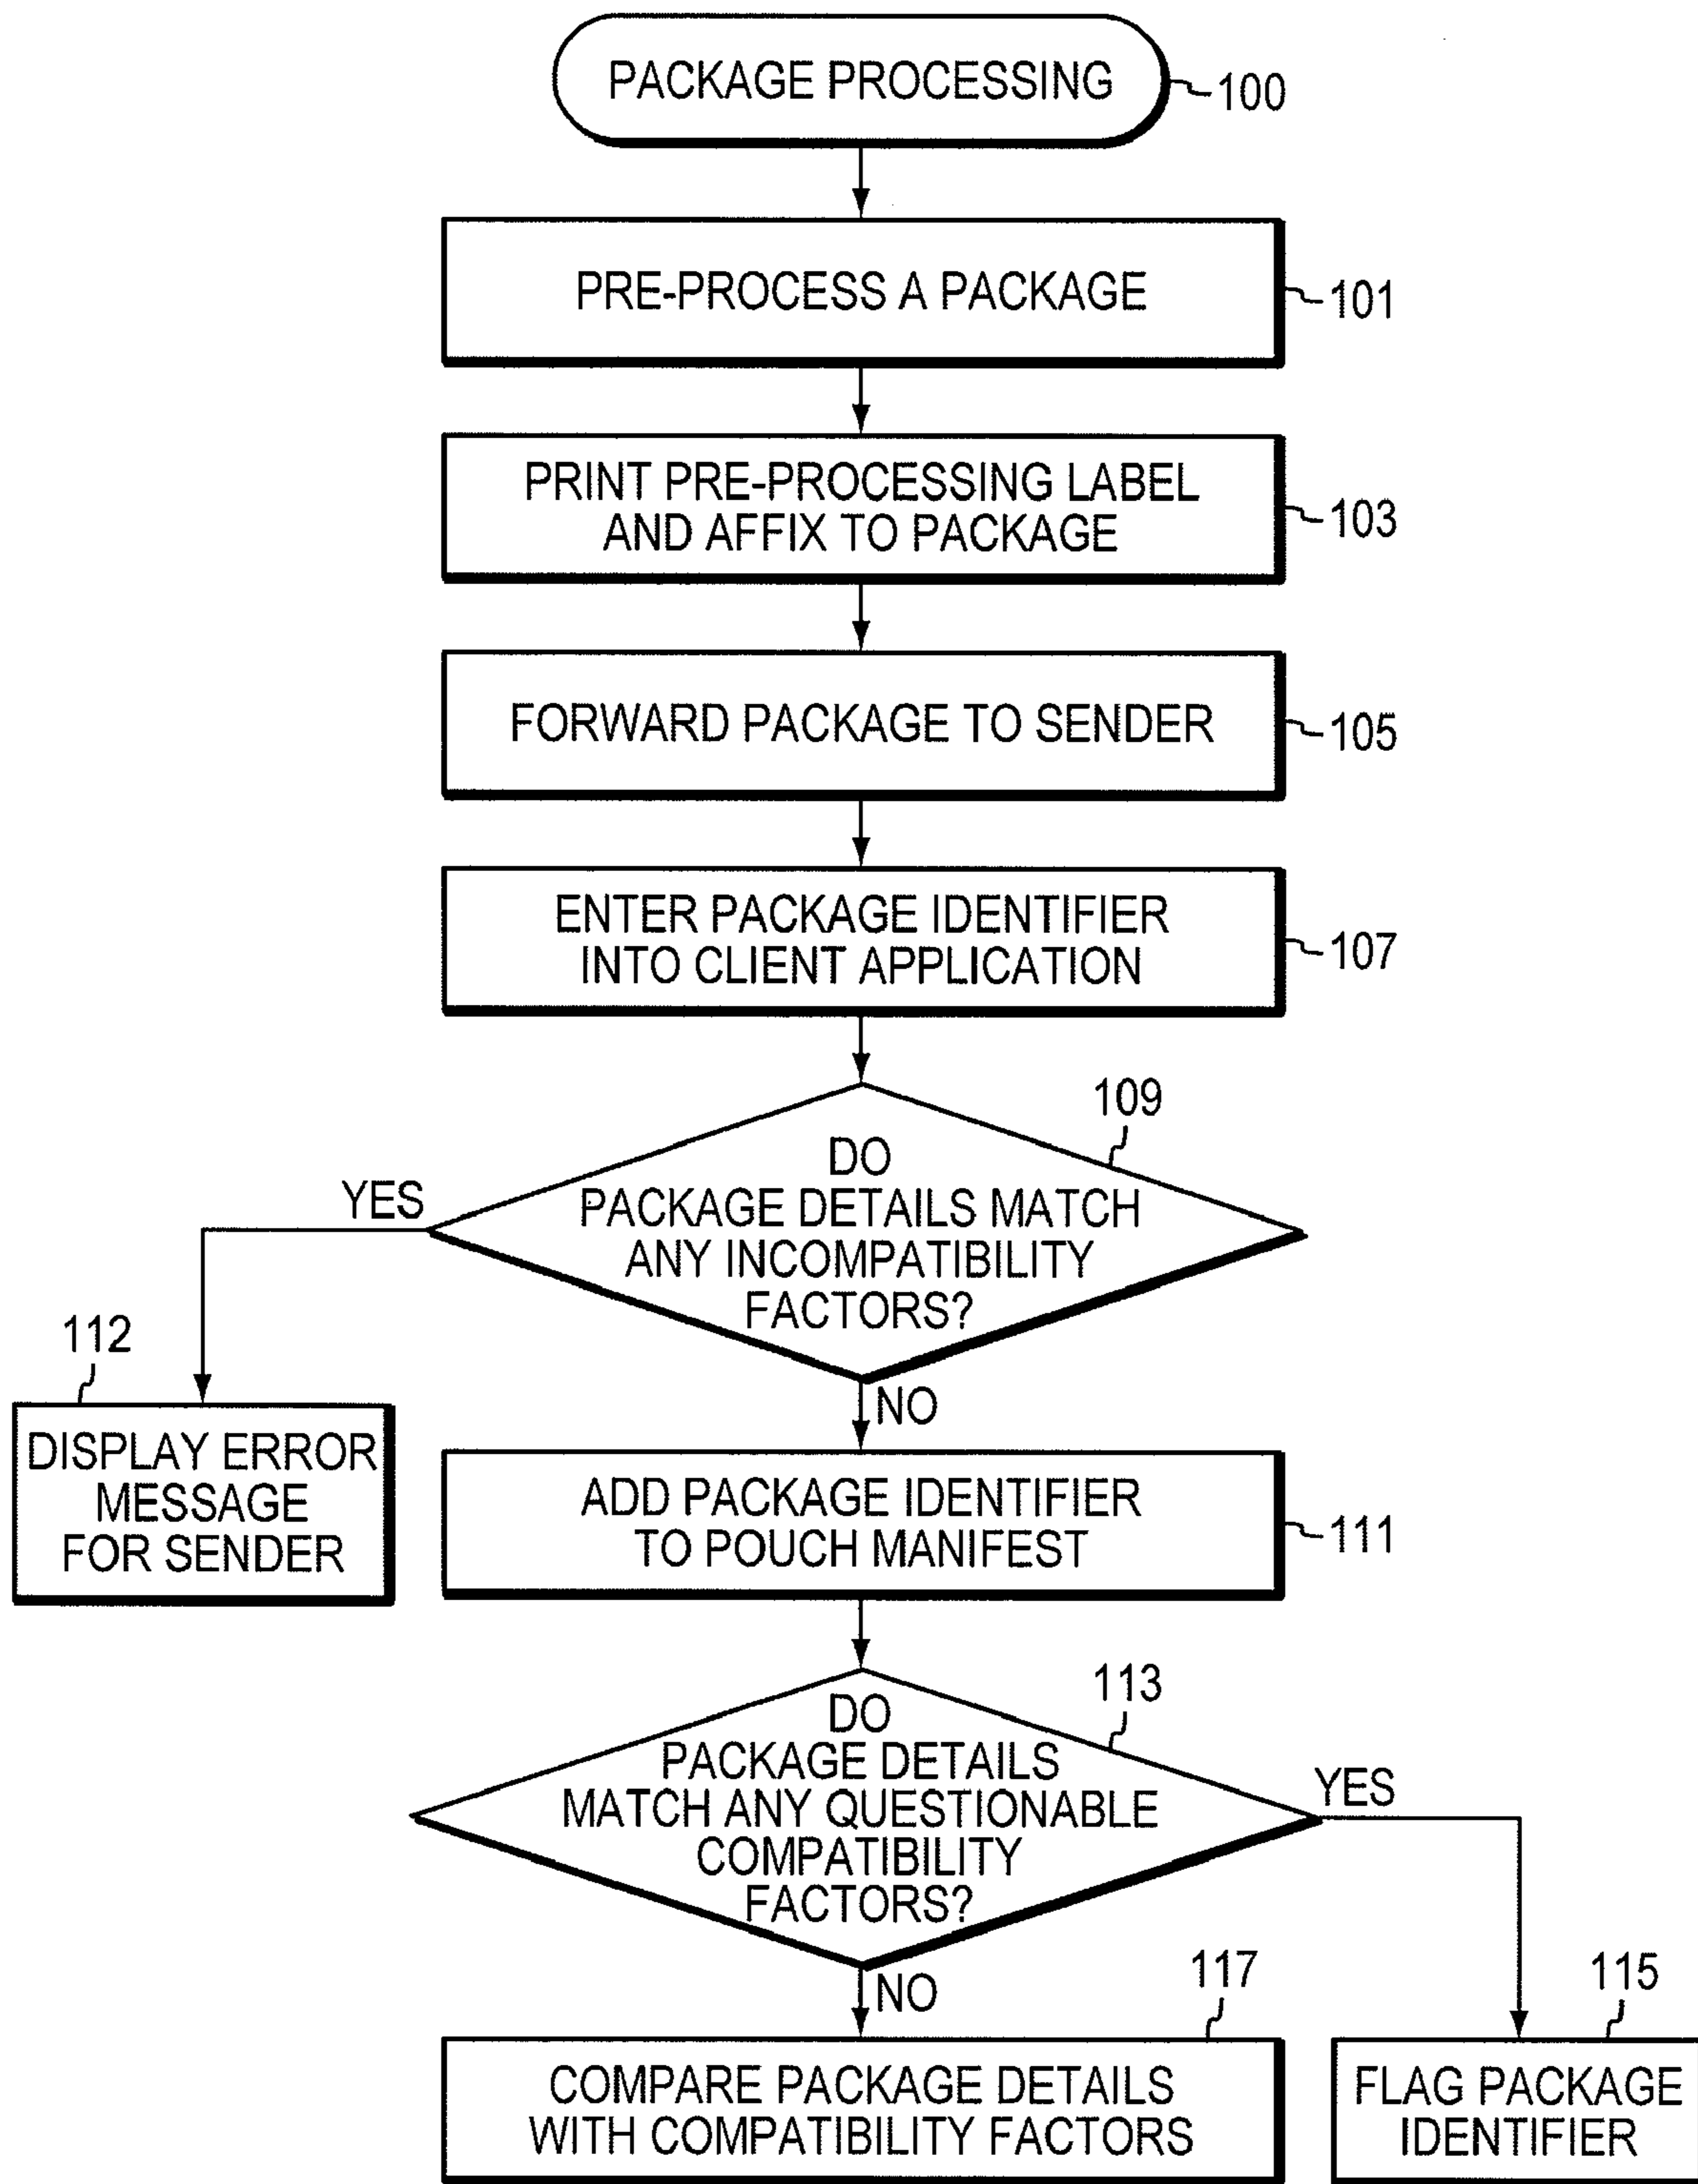 PACKAGE PROCESSING
100
PRE-PROCESS A PACKAGE
101
PRINT PRE-PROCESSING LABEL
AND AFFIX TO PACKAGE
103
FORWARD PACKAGE TO SENDER
105
ENTER PACKAGE IDENTIFIER
INTO CLIENT APPLICATION
107
109
DO
PACKAGE DETAILS MATCH
ANY INCOMPATIBILITY
FACTORS?
YES
112
DISPLAY ERROR
MESSAGE
FOR SENDER
NO
ADD PACKAGE IDENTIFIER
TO POUCH MANIFEST
111
113
DO
PACKAGE DETAILS
MATCH ANY QUESTIONABLE
COMPATIBILITY
FACTORS?
YES
NO
117
COMPARE PACKAGE DETAILS
WITH COMPATIBILITY FACTORS
115
FLAG PACKAGE
IDENTIFIER